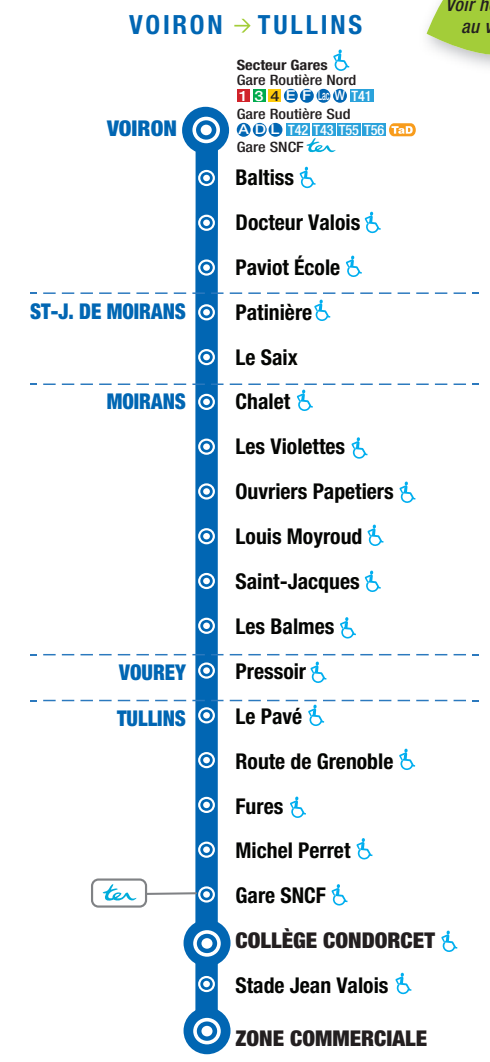 VOIRON → TULLINS
Voir
au v
Secteur Gares
Gare Routière Nord
1 3 4 E F Lac W T41
Gare Routière Sud
A D L T42 T43 T55 T56 TaD
Gare SNCF ter
VOIRON
Baltiss
Docteur Valois
Paviot École
ST-J. DE MOIRANS Patinière
Le Saix
MOIRANS Chalet
Les Violettes
Ouvriers Papetiers
Louis Moyroud
Saint-Jacques
Les Balmes
VOUREY Pressoir
TULLINS Le Pavé
Route de Grenoble
Fures
Michel Perret
ter Gare SNCF
COLLÈGE CONDORCET
Stade Jean Valois
ZONE COMMERCIALE